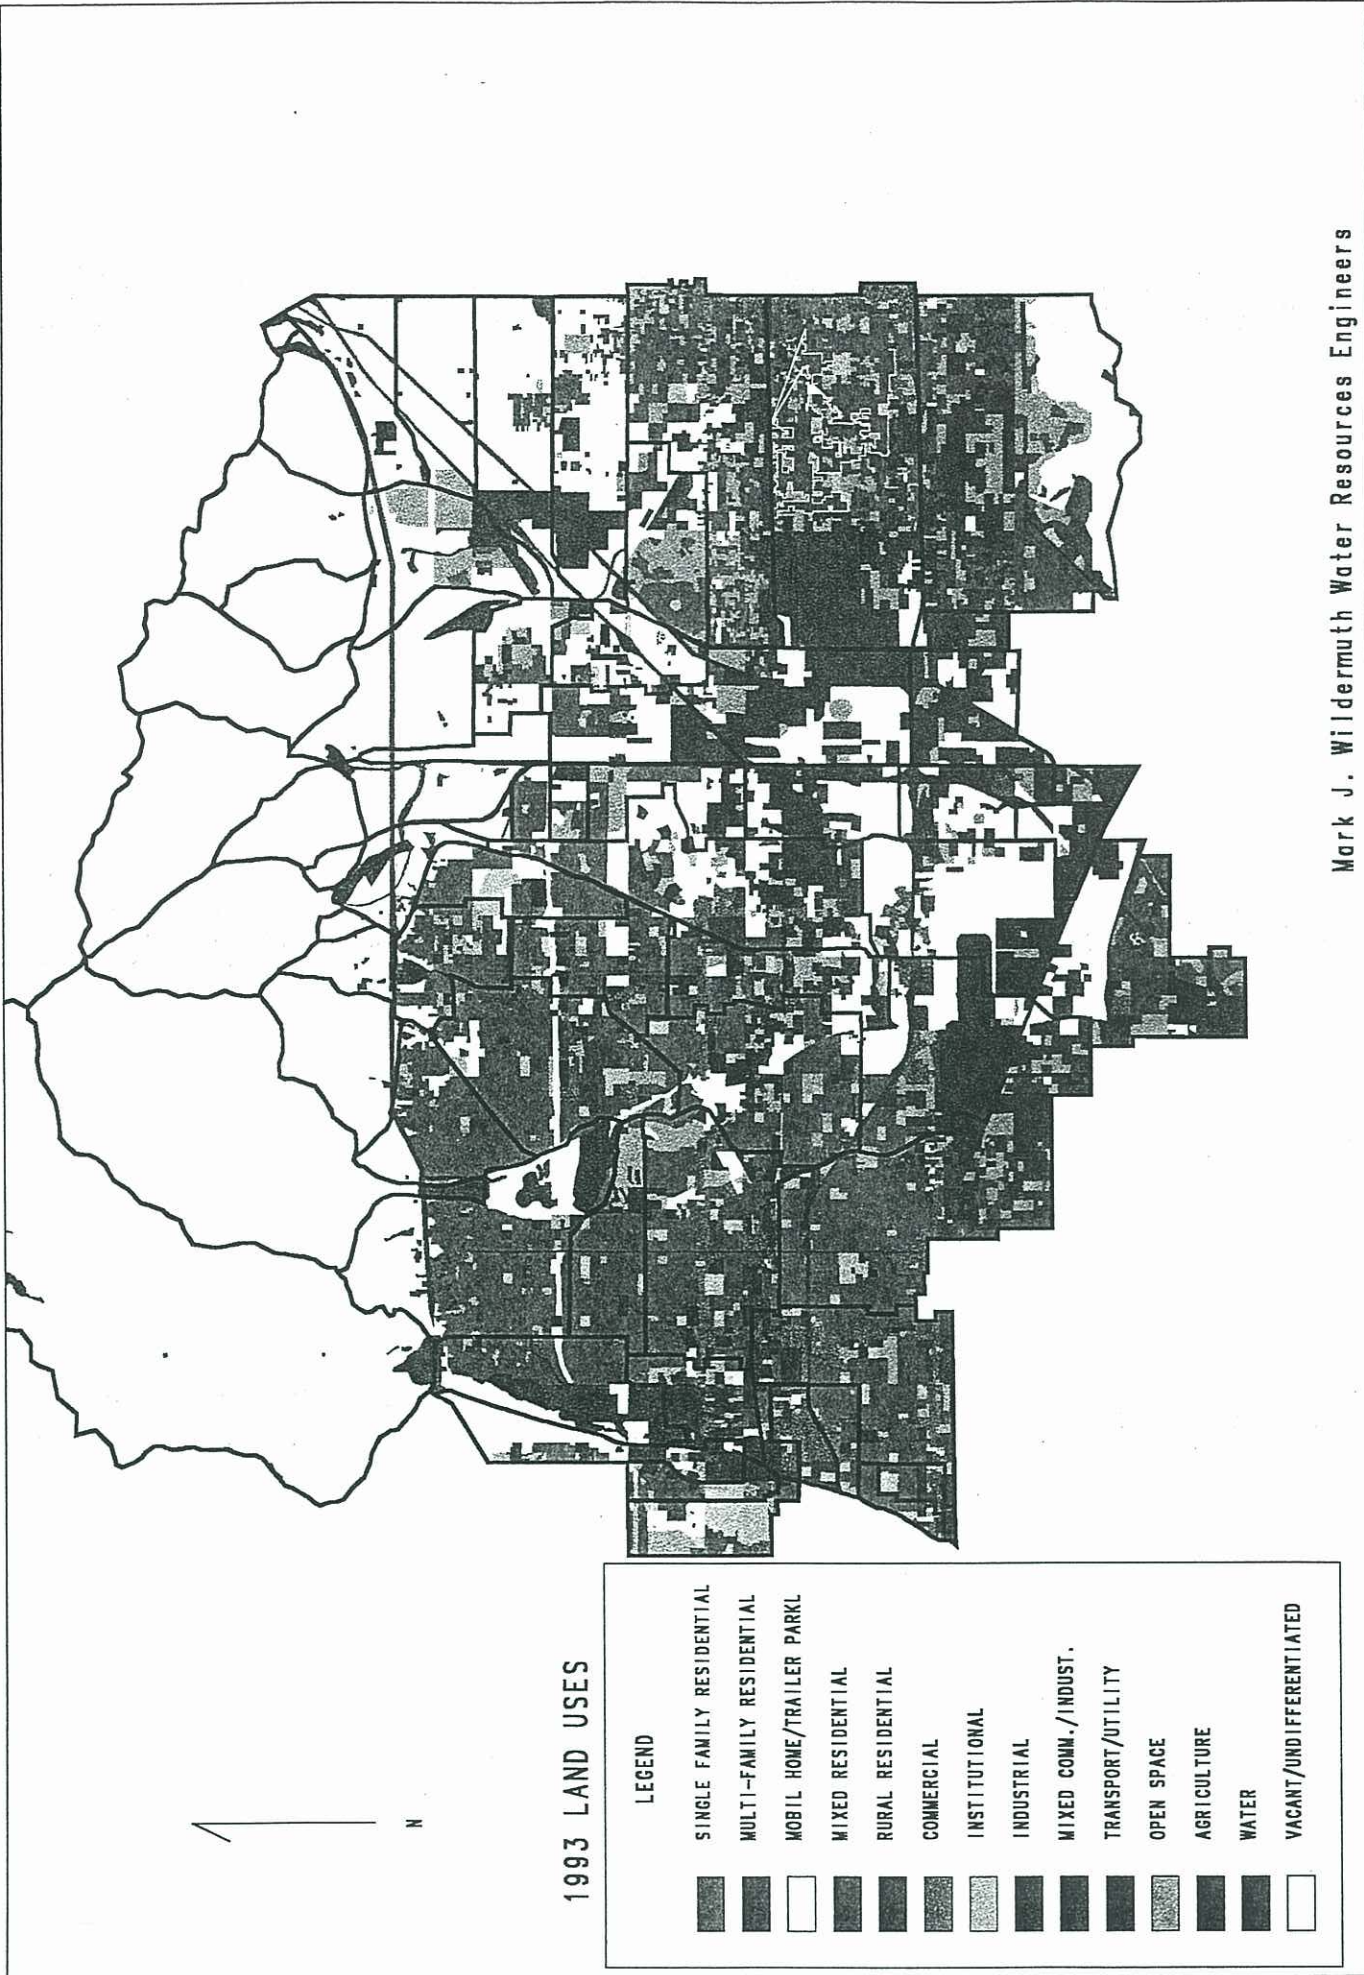 N
1993 LAND USES
LEGEND
SINGLE FAMILY RESIDENTIAL
MULTI-FAMILY RESIDENTIAL
MOBIL HOME/TRAILER PARKL
MIXED RESIDENTIAL
RURAL RESIDENTIAL
COMMERCIAL
INSTITUTIONAL
INDUSTRIAL
MIXED COMM./INDUST.
TRANSPORT/UTILITY
OPEN SPACE
AGRICULTURE
WATER
VACANT/UNDIFFERENTIATED
Mark J. Wildermuth Water Resources Engineers